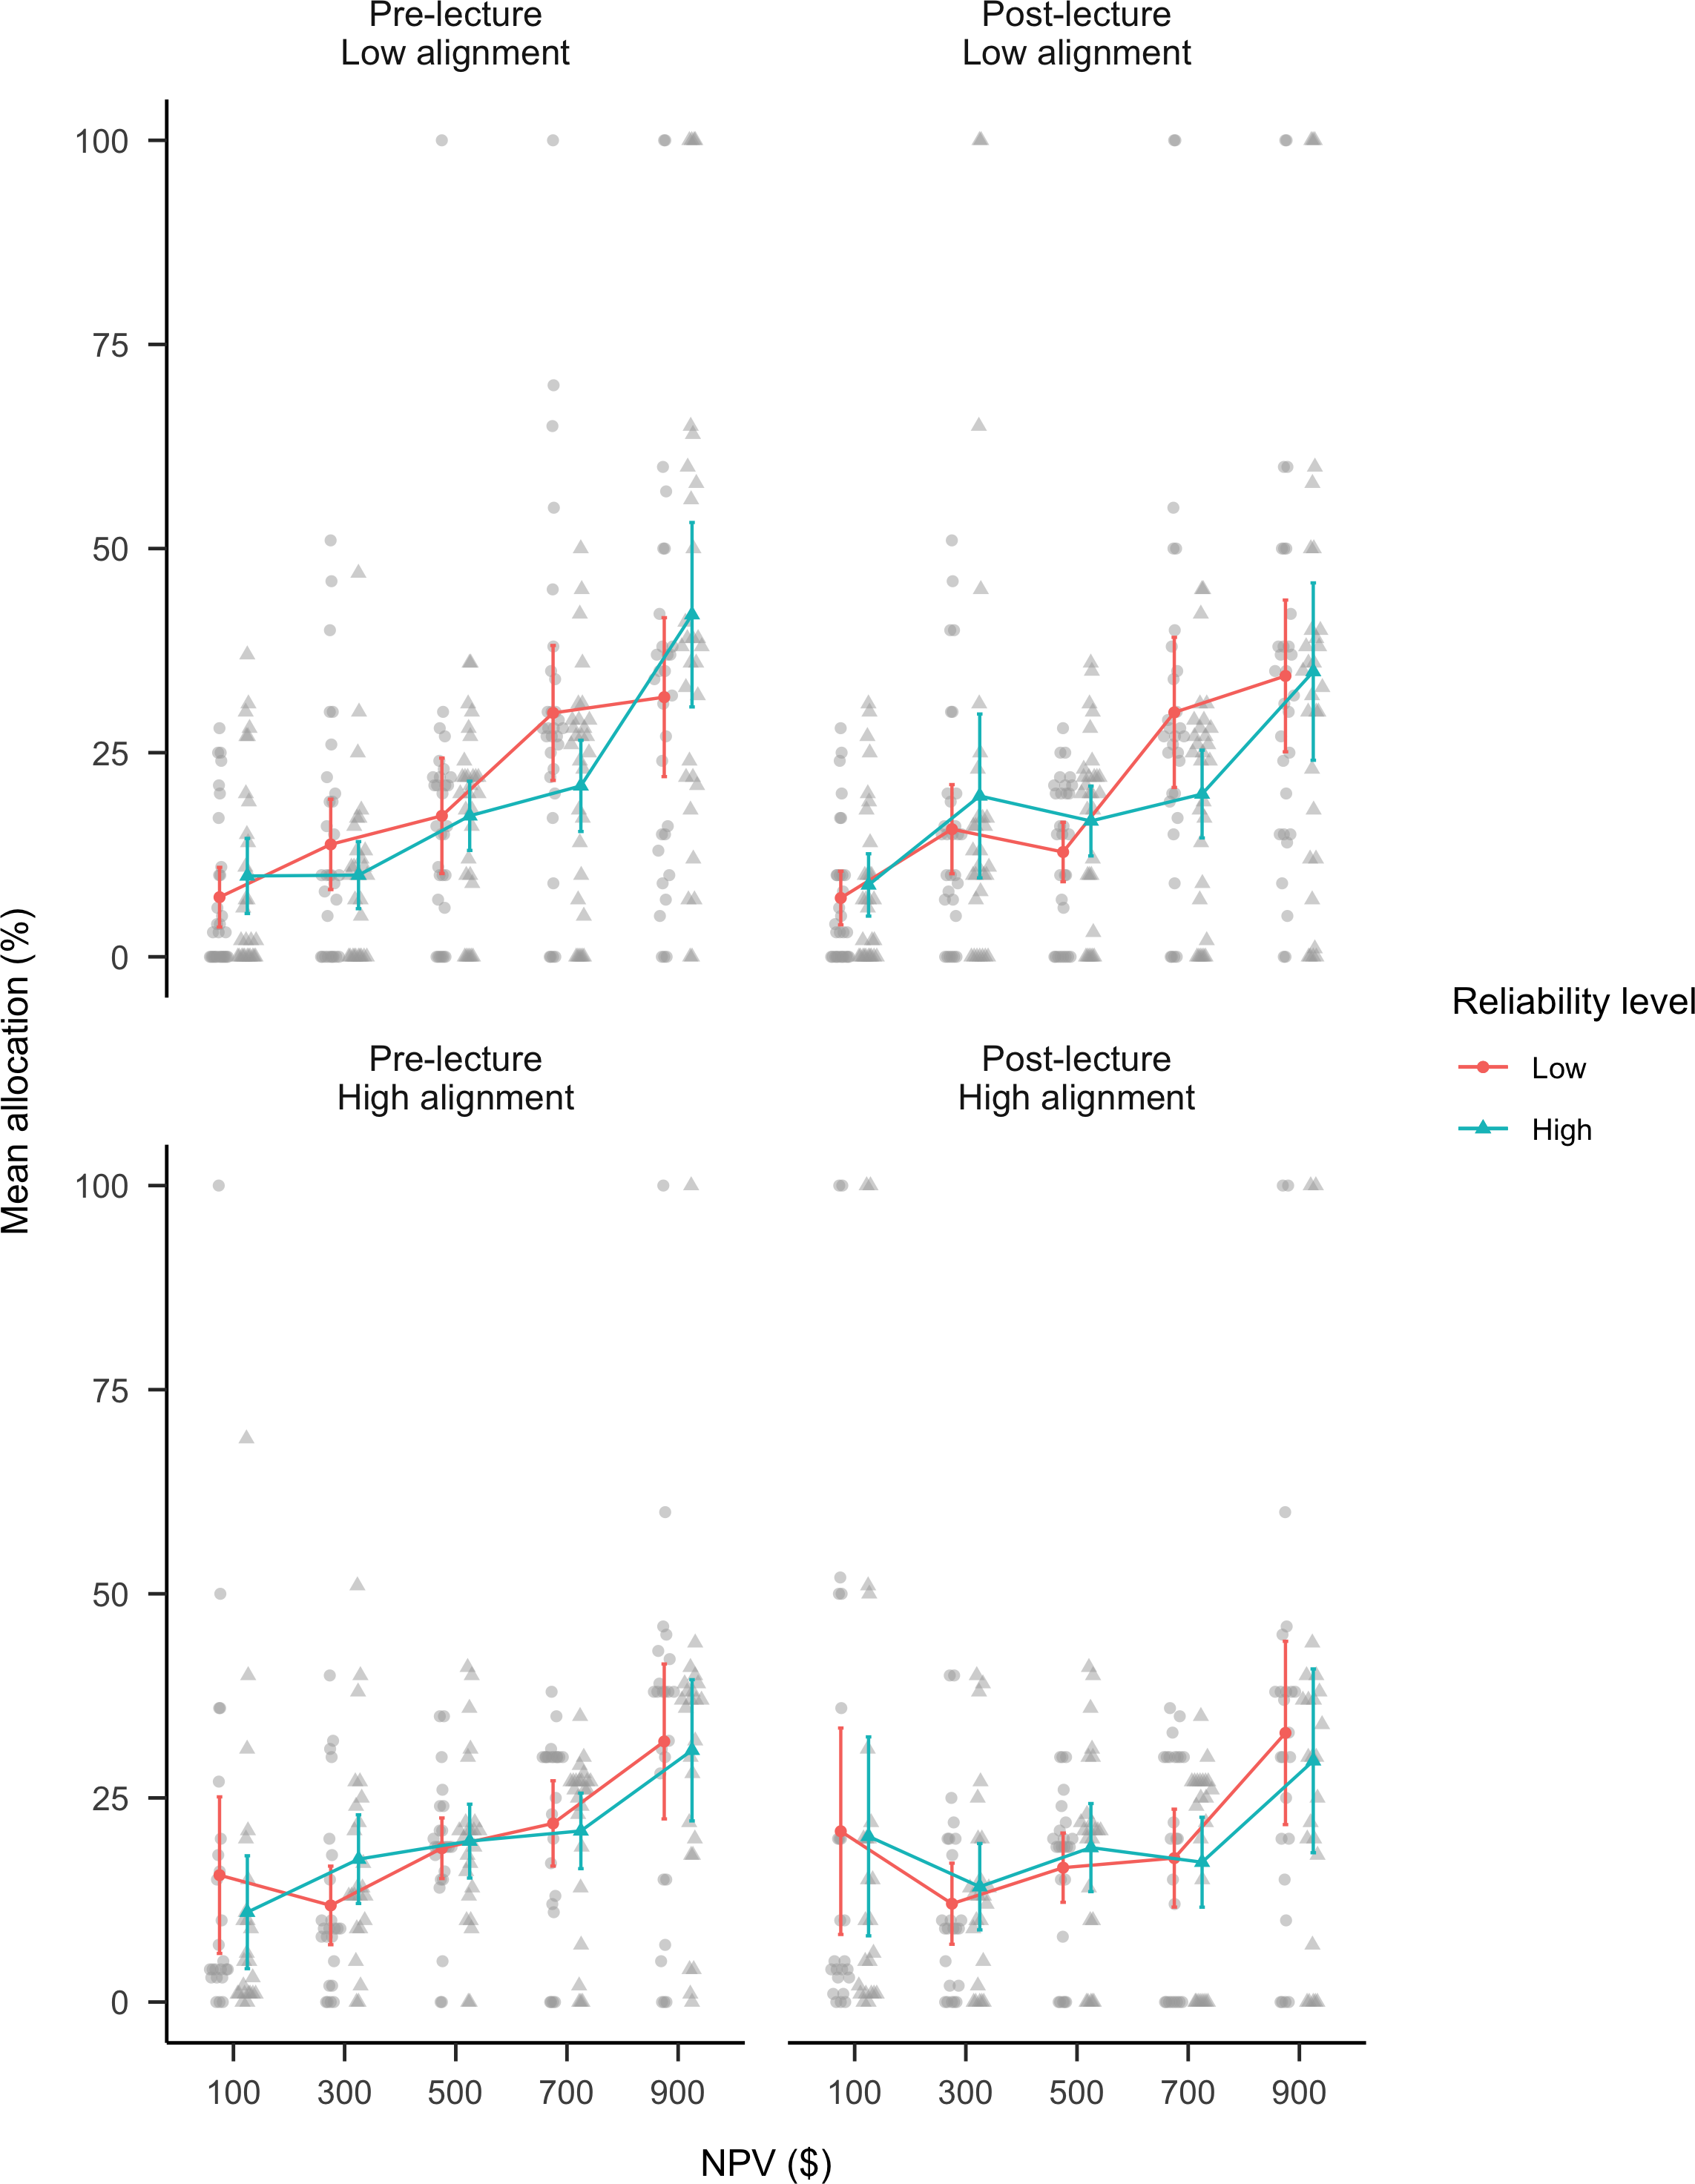 Pre-lecture
Low alignment
Post-lecture
Low alignment
100
75
50
25
0
Mean allocation (%)
Pre-lecture
High alignment
Post-lecture
High alignment
100
75
50
25
0
Reliability level
Low
High
100 300 500 700 900
100 300 500 700 900
NPV ($)